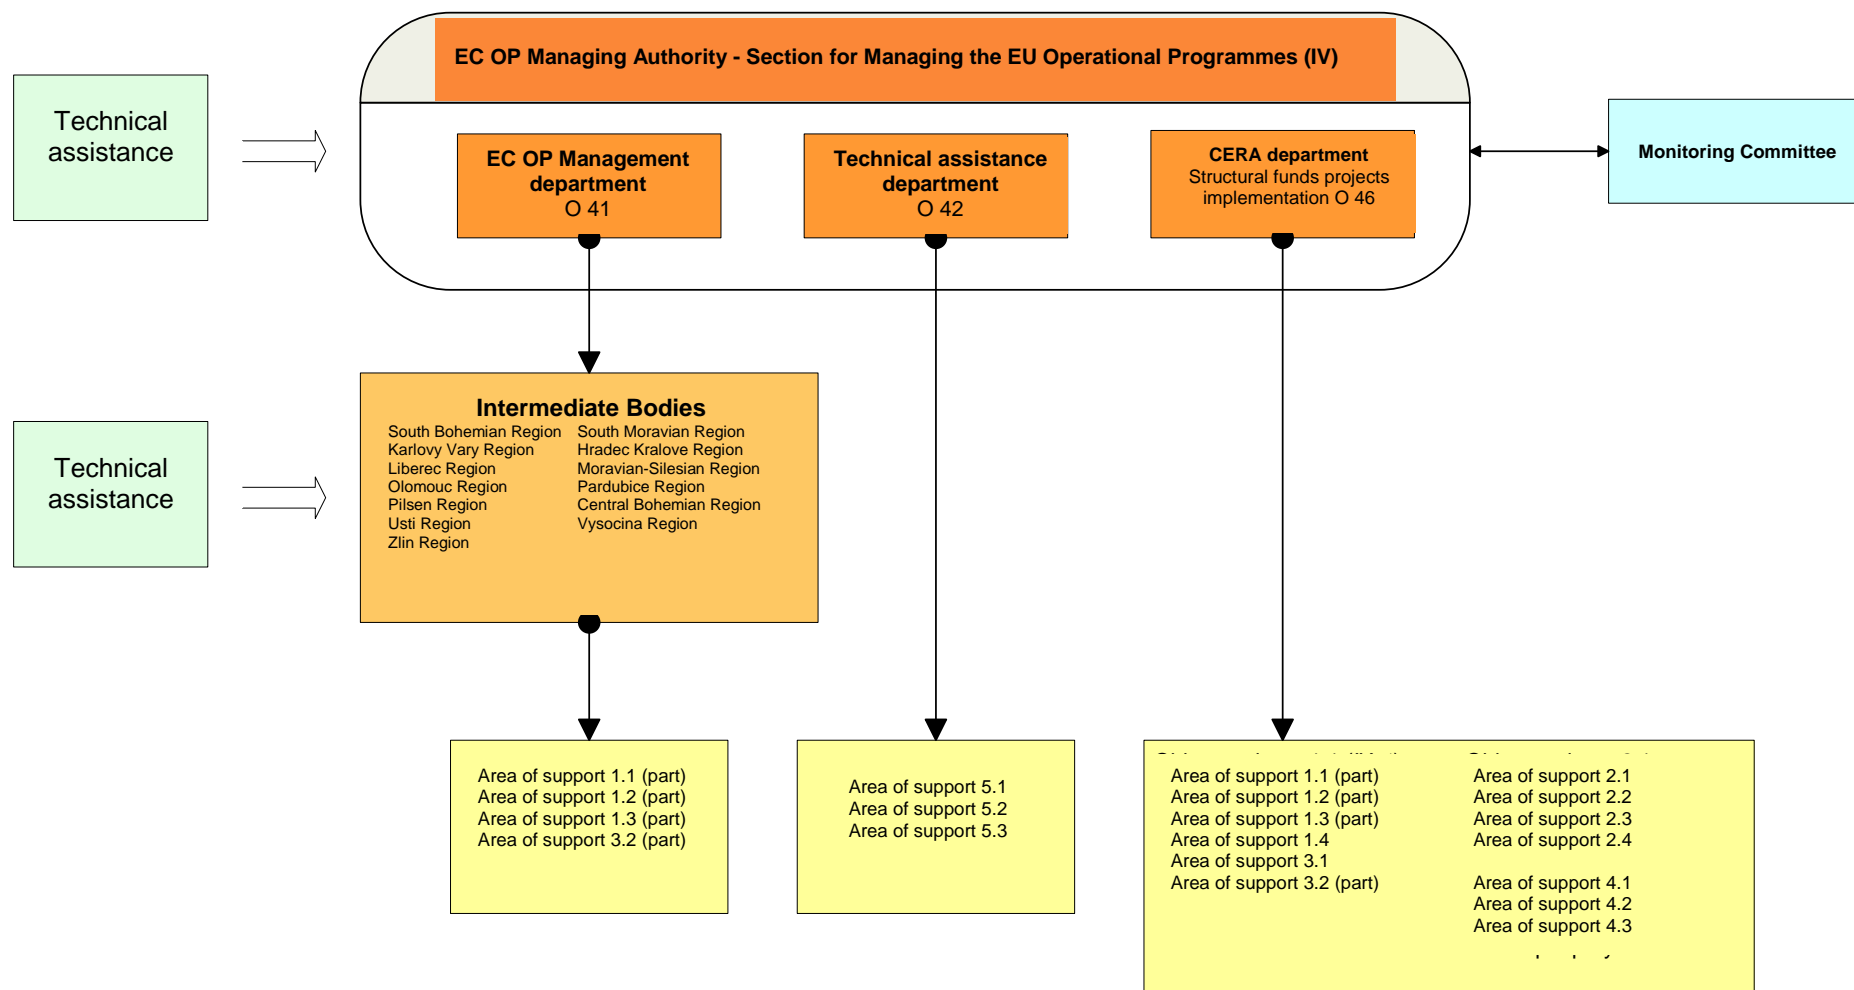 EC OP Managing Authority - Section for Managing the EU Operational Programmes (IV)
Technical
assistance
EC OP Management
department
O 41
Technical assistance
department
O 42
CERA department
Structural funds projects
implementation O 46
Monitoring Committee
Technical
assistance
Intermediate Bodies
South Bohemian Region South Moravian Region
Karlovy Vary Region Hradec Kralove Region
Liberec Region Moravian-Silesian Region
Olomouc Region Pardubice Region
Pilsen Region Central Bohemian Region
Usti Region Vysocina Region
Zlin Region
Area of support 1.1 (part)
Area of support 1.2 (part)
Area of support 1.3 (part)
Area of support 3.2 (part)
Area of support 5.1
Area of support 5.2
Area of support 5.3
Area of support 1.1 (part)
Area of support 1.2 (part)
Area of support 1.3 (part)
Area of support 1.4
Area of support 3.1
Area of support 3.2 (part)
Area of support 2.1
Area of support 2.2
Area of support 2.3
Area of support 2.4
Area of support 4.1
Area of support 4.2
Area of support 4.3